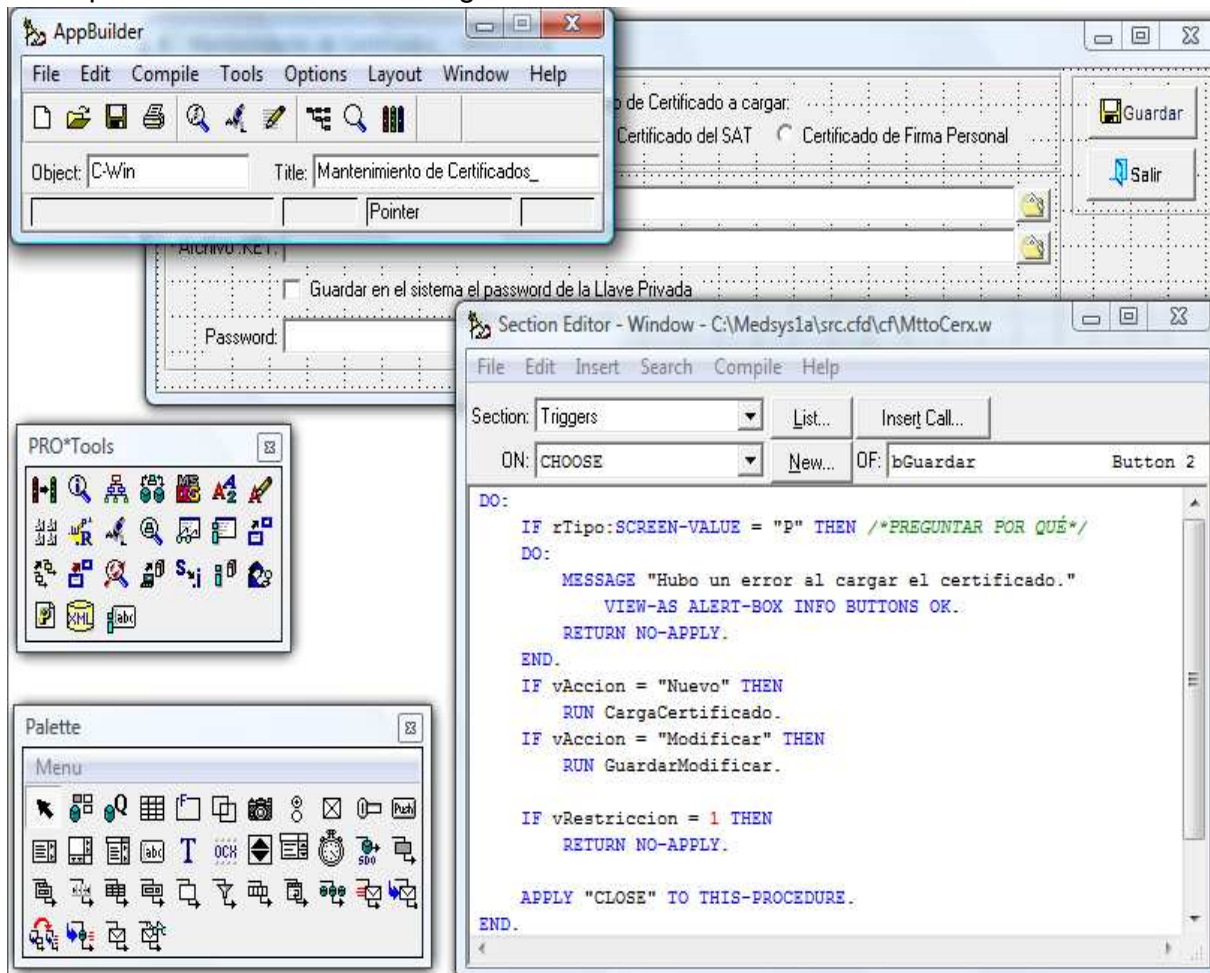 AppBuilder
File Edit Compile Tools Options Layout Window Help
Object: C-Win Title: Mantenimiento de Certificados_
Pointer
de Certificado a cargar:
Certificado del SAT Certificado de Firma Personal
Guardar
Salir
Guardar en el sistema el password de la Llave Privada
Password:
Section Editor - Window - C:\Medsys1a\src.cfd\cf\MttoCerx.w
File Edit Insert Search Compile Help
Section: Triggers List... Insert Call...
ON: CHOOSE New... OF: bGuardar Button 2
DO:
IF rTipo:SCREEN-VALUE = "P" THEN /*PREGUNTAR POR QUÉ*/
DO:
MESSAGE "Hubo un error al cargar el certificado."
VIEW-AS ALERT-BOX INFO BUTTONS OK.
RETURN NO-APPLY.
END.
IF vAccion = "Nuevo" THEN
RUN CargaCertificado.
IF vAccion = "Modificar" THEN
RUN GuardarModificar.
IF vRestriccion = 1 THEN
RETURN NO-APPLY.
APPLY "CLOSE" TO THIS-PROCEDURE.
END.
PRO*Tools
Palette
Menu